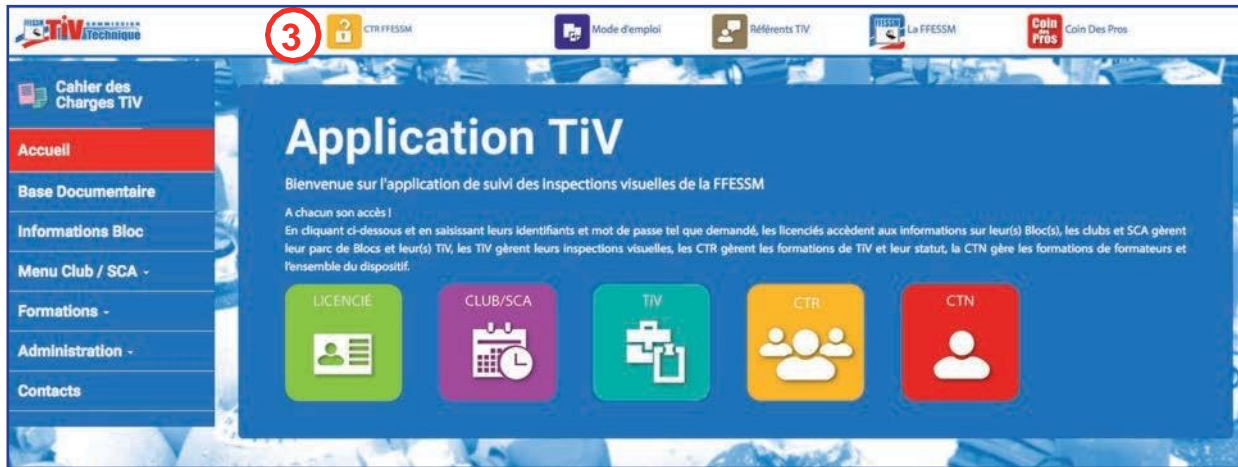 FFESSM TiV COMMISSION Technique
3
CTR FFESSM
Mode d'emploi
Référents TiV
La FFESSM
Coin des Pros
Coin Des Pros
Cahier des
Charges TiV
Accueil
Base Documentaire
Informations Bloc
Menu Club / SCA
Formations
Administration
Contacts
Application TiV
Bienvenue sur l'application de suivi des inspections visuelles de la FFESSM
A chacun son accès !
En cliquant ci-dessous et en saisissant leurs identifiants et mot de passe tel que demandé, les licenciés accèdent aux informations sur leur(s) Bloc(s), les clubs et SCA gèrent
leur parc de Blocs et leur(s) TiV, les TiV gèrent leurs inspections visuelles, les CTR gèrent les formations de TiV et leur statut, la CTN gère les formations de formateurs et
l'ensemble du dispositif.
LICENCIÉ
CLUB/SCA
TiV
CTR
CTN